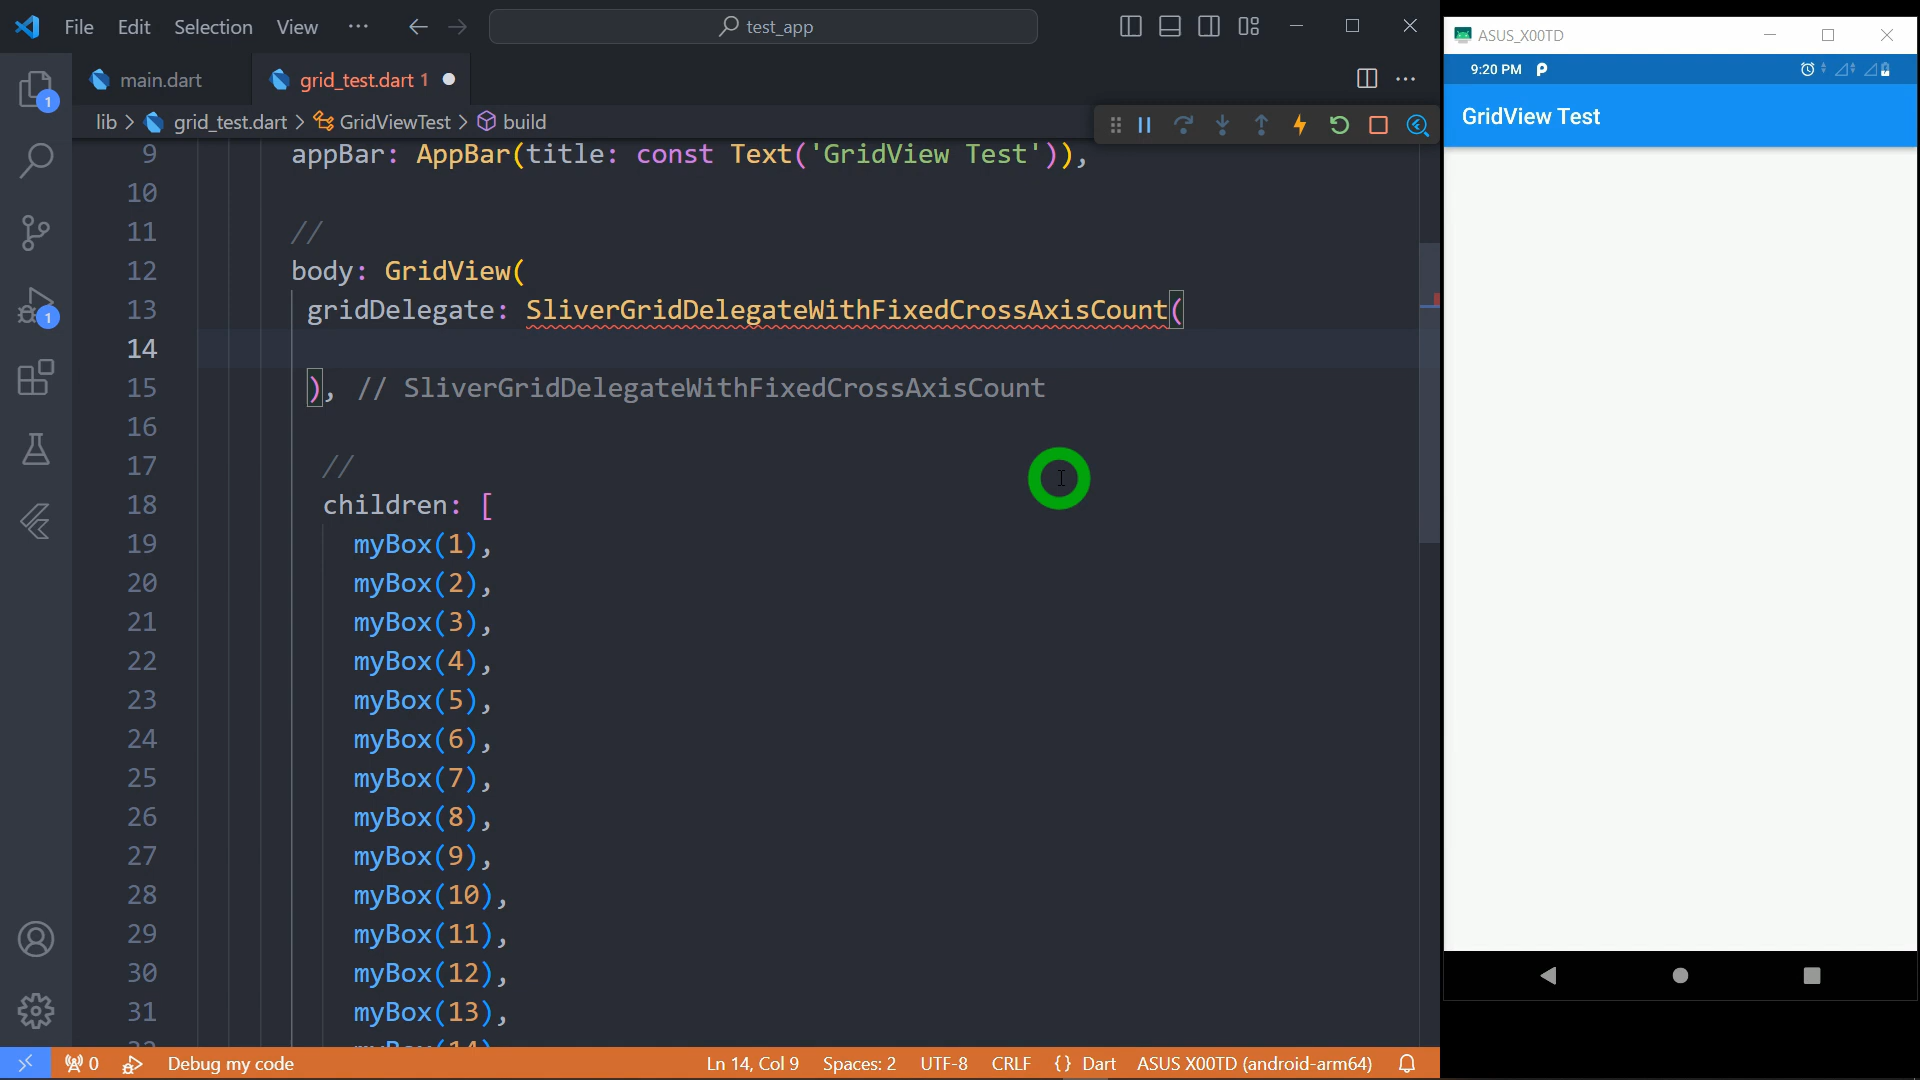 File Edit Selection View ··· test_app
main.dart grid_test.dart 1
lib > grid_test.dart > GridViewTest > build
9 appBar: AppBar(title: const Text('GridView Test')),
10
11 //
12 body: GridView(
13 gridDelegate: SliverGridDelegateWithFixedCrossAxisCount(
14
15 ), // SliverGridDelegateWithFixedCrossAxisCount
16
17 //
18 children: [
19 myBox(1),
20 myBox(2),
21 myBox(3),
22 myBox(4),
23 myBox(5),
24 myBox(6),
25 myBox(7),
26 myBox(8),
27 myBox(9),
28 myBox(10),
29 myBox(11),
30 myBox(12),
31 myBox(13),
32 myBox(14),
1
1
0 Debug my code Ln 14, Col 9 Spaces: 2 UTF-8 CRLF {} Dart ASUS X00TD (android-arm64)
ASUS_X00TD
9:20 PM
GridView Test